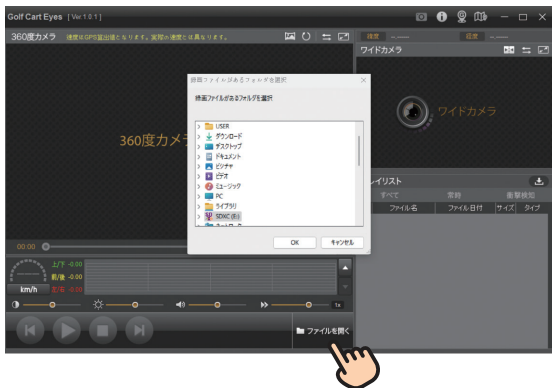 Golf Cart Eyes [ Ver.1.0.1 ]
360度カメラ 速度はGPS算出値となります。実際の速度とは異なります。
緯度 -.----- 経度 -.-----
ワイドカメラ
ワイドカメラ
360度カメ
録画ファイルがあるフォルダを選択
録画ファイルがあるフォルダを選択
USER
ダウンロード
デスクトップ
ドキュメント
ピクチャ
ビデオ
ミュージック
PC
ライブラリ
SDXC (E:)
OK キャンセル
レイリスト
すべて 常時 衝撃検知
ファイル名 ファイル日付 サイズ タイプ
00:00
上/下 -0.00
前/後 -0.00
左/右 -0.00
km/h
1x
ファイルを開く